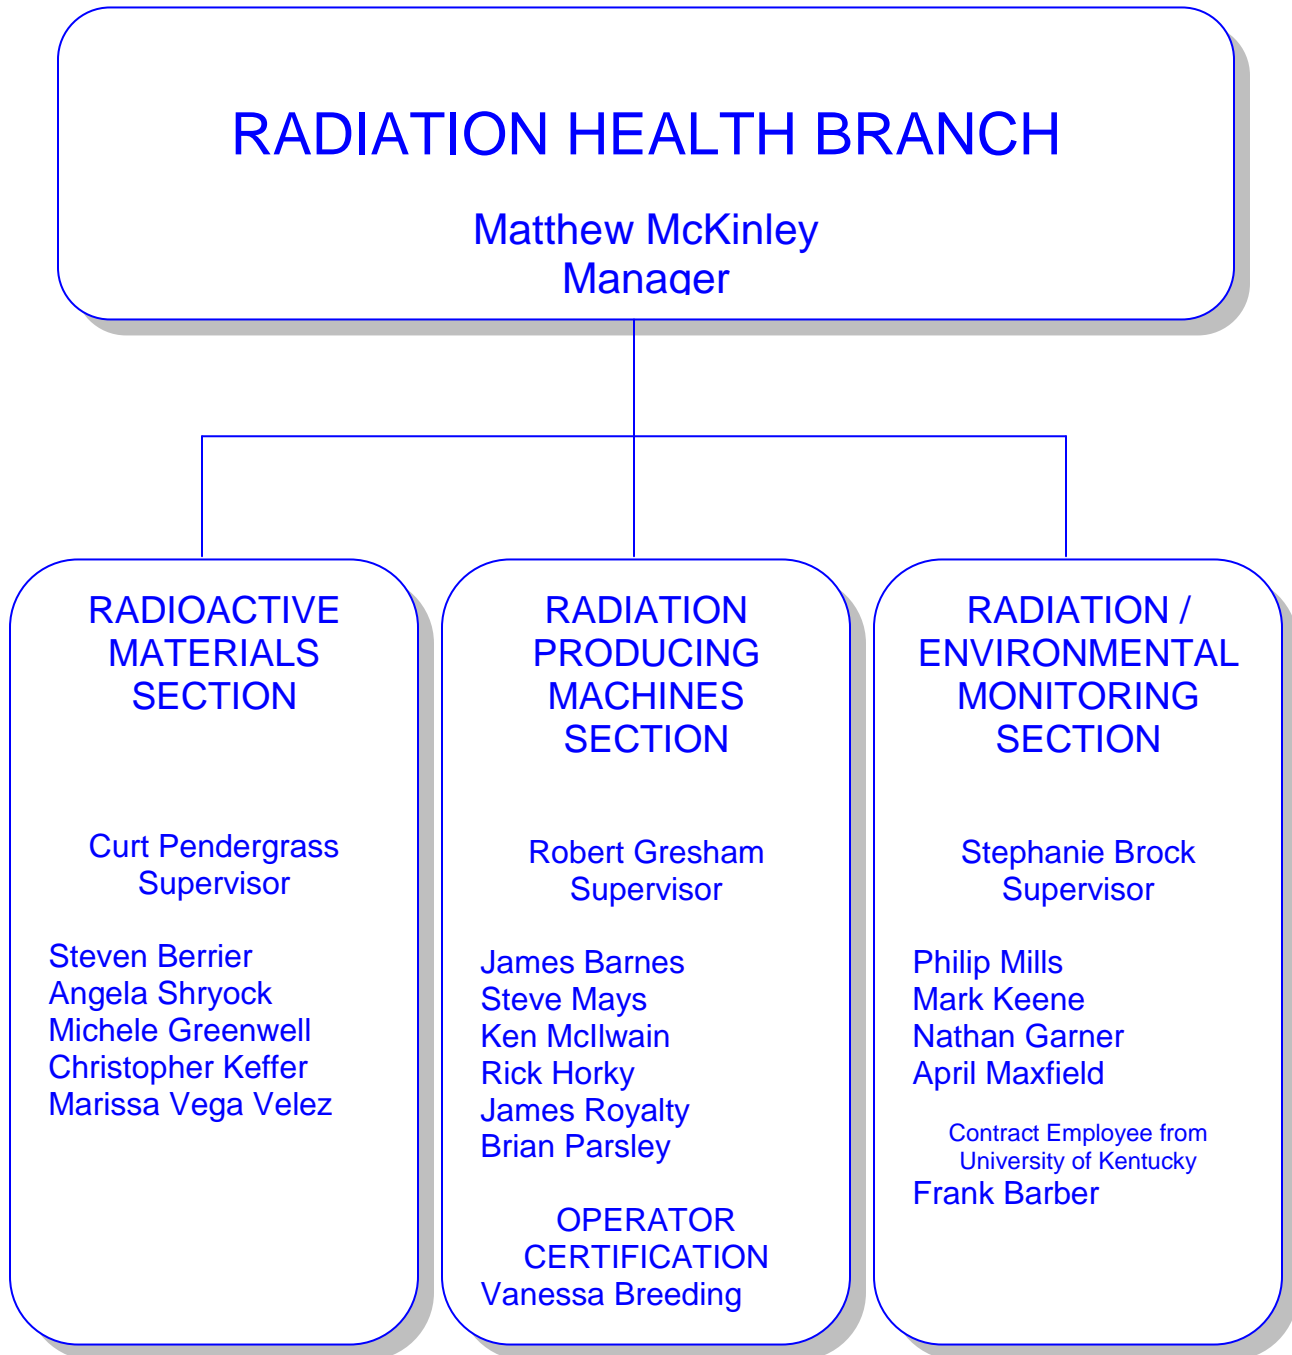 RADIATION HEALTH BRANCH
Matthew McKinley
Manager
RADIOACTIVE
MATERIALS
SECTION
Curt Pendergrass
Supervisor
Steven Berrier
Angela Shryock
Michele Greenwell
Christopher Keffer
Marissa Vega Velez
RADIATION
PRODUCING
MACHINES
SECTION
Robert Gresham
Supervisor
James Barnes
Steve Mays
Ken McIlwain
Rick Horky
James Royalty
Brian Parsley
OPERATOR
CERTIFICATION
Vanessa Breeding
RADIATION /
ENVIRONMENTAL
MONITORING
SECTION
Stephanie Brock
Supervisor
Philip Mills
Mark Keene
Nathan Garner
April Maxfield
Contract Employee from
University of Kentucky
Frank Barber